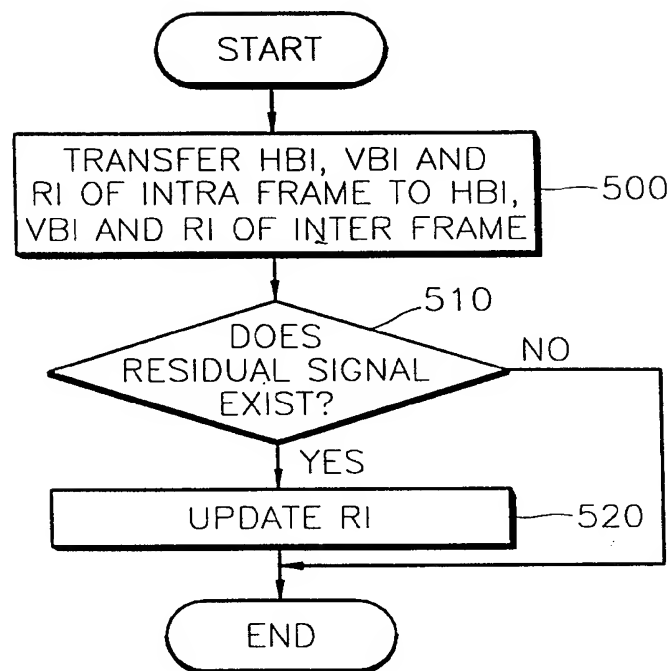 START
TRANSFER HBI, VBI AND
RI OF INTRA FRAME TO HBI,
VBI AND RI OF INTER FRAME
500
510
DOES
RESIDUAL SIGNAL
EXIST?
NO
YES
UPDATE RI
520
END